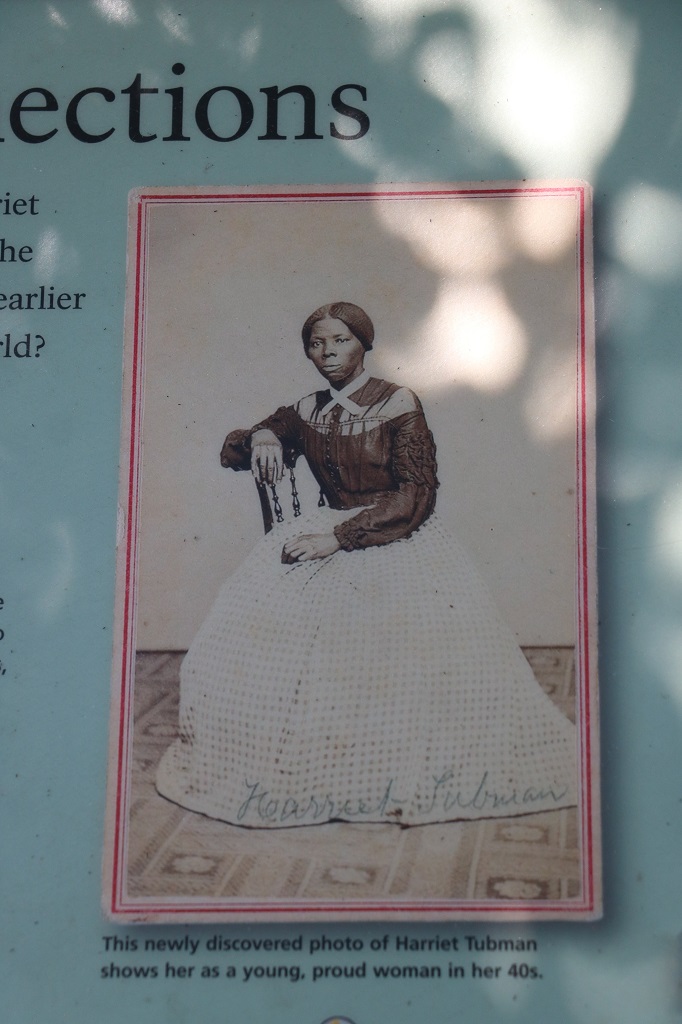 lections
riet
he
earlier
rld?
e
o
,
Harriet Tubman
This newly discovered photo of Harriet Tubman
shows her as a young, proud woman in her 40s.